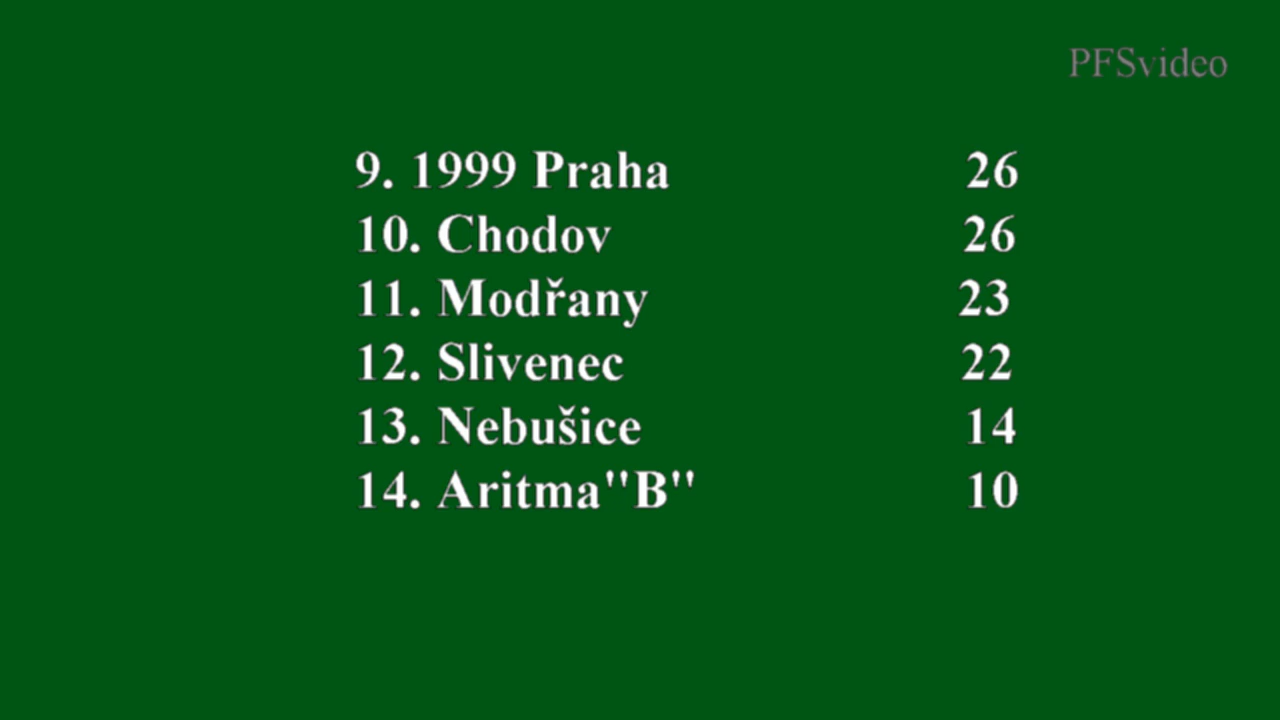 PFSvideo
9. 1999 Praha 26
10. Chodov 26
11. Modřany 23
12. Slivenec 22
13. Nebušice 14
14. Aritma"B" 10